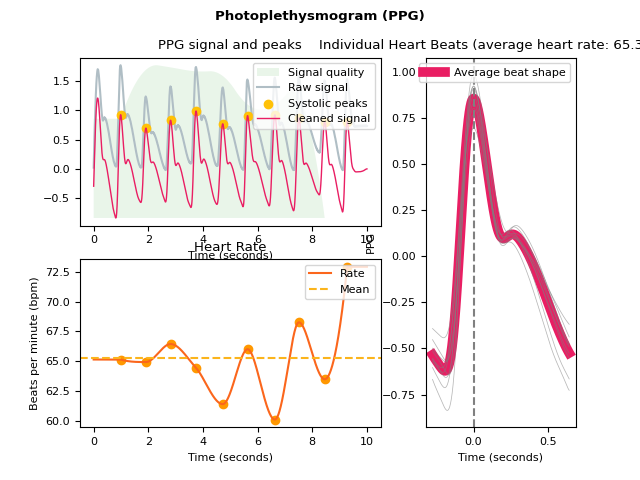 Photoplethysmogram (PPG)
PPG signal and peaks
Individual Heart Beats (average heart rate: 65.3
Signal quality
Raw signal
Systolic peaks
Cleaned signal
1.5
1.0
0.5
0.0
−0.5
0
2
4
6
8
10
Time (seconds)
Heart Rate
Rate
Mean
Beats per minute (bpm)
72.5
70.0
67.5
65.0
62.5
60.0
0
2
4
6
8
10
Time (seconds)
Average beat shape
PPG
1.00
0.75
0.50
0.25
0.00
−0.25
−0.50
−0.75
0.0
0.5
Time (seconds)